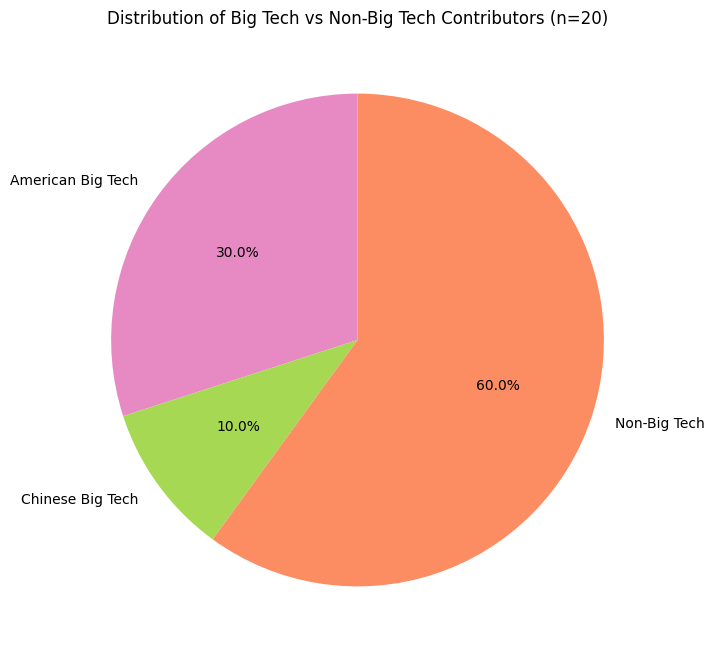 Distribution of Big Tech vs Non-Big Tech Contributors (n=20)
American Big Tech
30.0%
60.0%
Non-Big Tech
10.0%
Chinese Big Tech